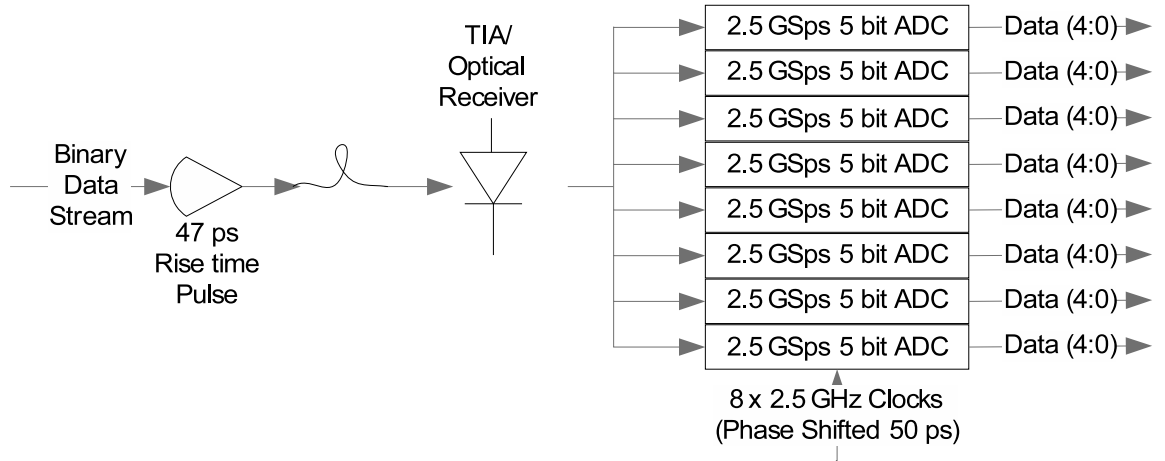 Binary
Data
Stream
47 ps
Rise time
Pulse
TIA/
Optical
Receiver
2.5 GSps 5 bit ADC
Data (4:0)
2.5 GSps 5 bit ADC
Data (4:0)
2.5 GSps 5 bit ADC
Data (4:0)
2.5 GSps 5 bit ADC
Data (4:0)
2.5 GSps 5 bit ADC
Data (4:0)
2.5 GSps 5 bit ADC
Data (4:0)
2.5 GSps 5 bit ADC
Data (4:0)
2.5 GSps 5 bit ADC
Data (4:0)
8 x 2.5 GHz Clocks
(Phase Shifted 50 ps)